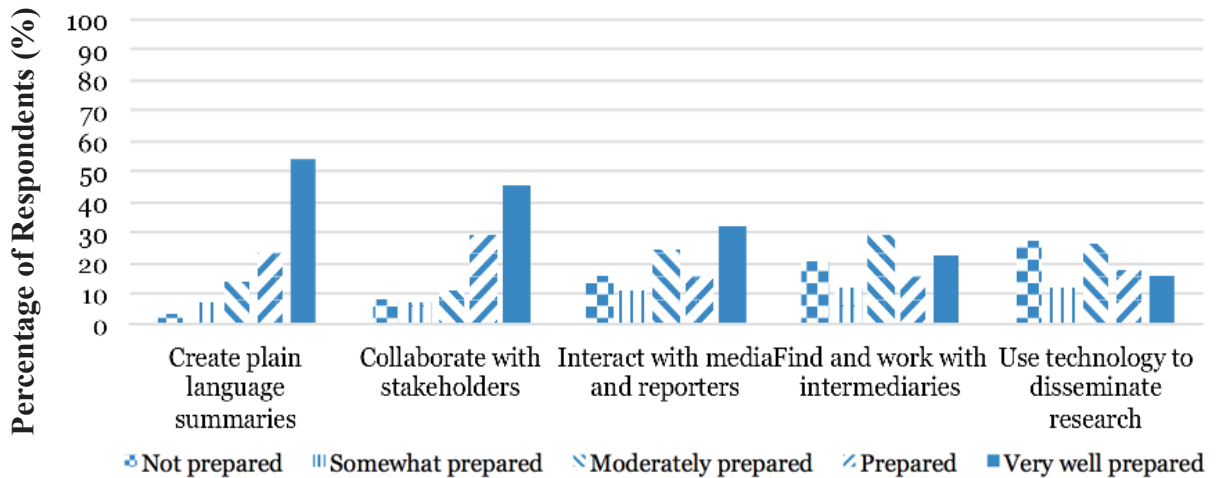 Percentage of Respondents (%)
100
90
80
70
60
50
40
30
20
10
0
Create plain
language
summaries
Collaborate with
stakeholders
Interact with media
and reporters
Find and work with
intermediaries
Use technology to
disseminate
research
Not prepared
Somewhat prepared
Moderately prepared
Prepared
Very well prepared